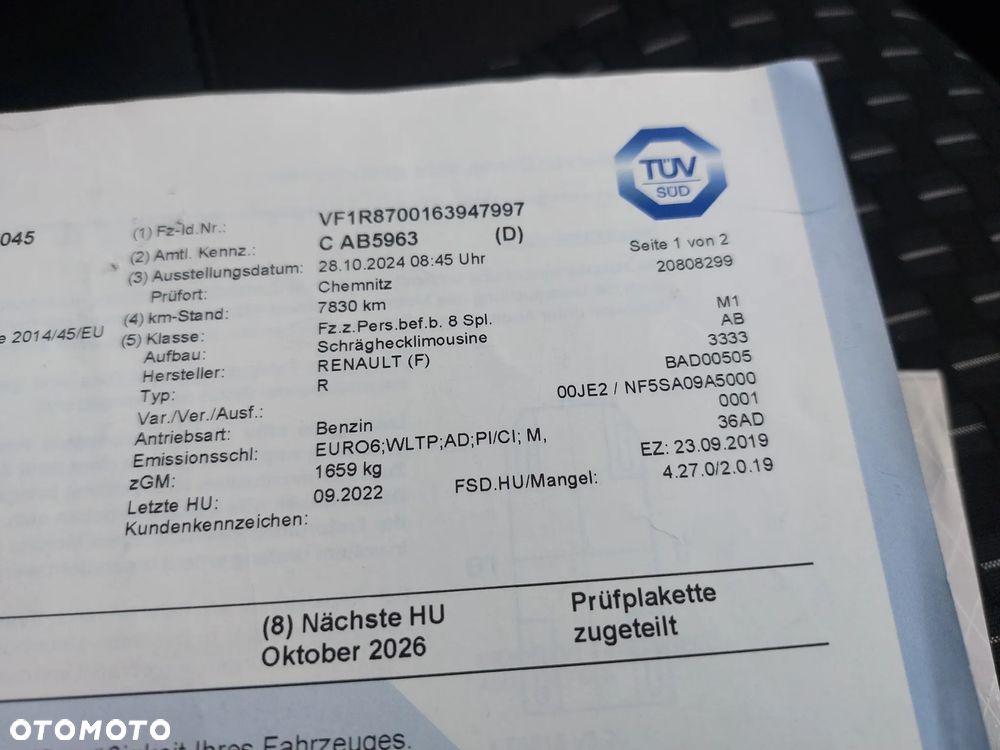 TÜV
SÜD
045
(1) Fz-Id.Nr.: VF1R8700163947997
(2) Amtl. Kennz.: C AB5963 (D)
Seite 1 von 2
(3) Ausstellungsdatum: 28.10.2024 08:45 Uhr
20808299
Prüfort: Chemnitz
(4) km-Stand: 7830 km
2014/45/EU
(5) Klasse: Fz.z.Pers.bef.b. 8 Spl. M1
Aufbau: Schräghecklimousine AB
Hersteller: RENAULT (F) 3333
Typ: R BAD00505
Var./Ver./Ausf.: 00JE2 / NF5SA09A5000
Antriebsart: Benzin 0001
Emissionsschl: EURO6;WLTP;AD;PI/CI; M, 36AD
zGM: 1659 kg EZ: 23.09.2019
Letzte HU: 09.2022 FSD.HU/Mangel: 4.27.0/2.0.19
Kundenkennzeichen:
(8) Nächste HU
Oktober 2026
Prüfplakette
zugeteilt
Ihres Fahrzeuges.
OTOMOTO